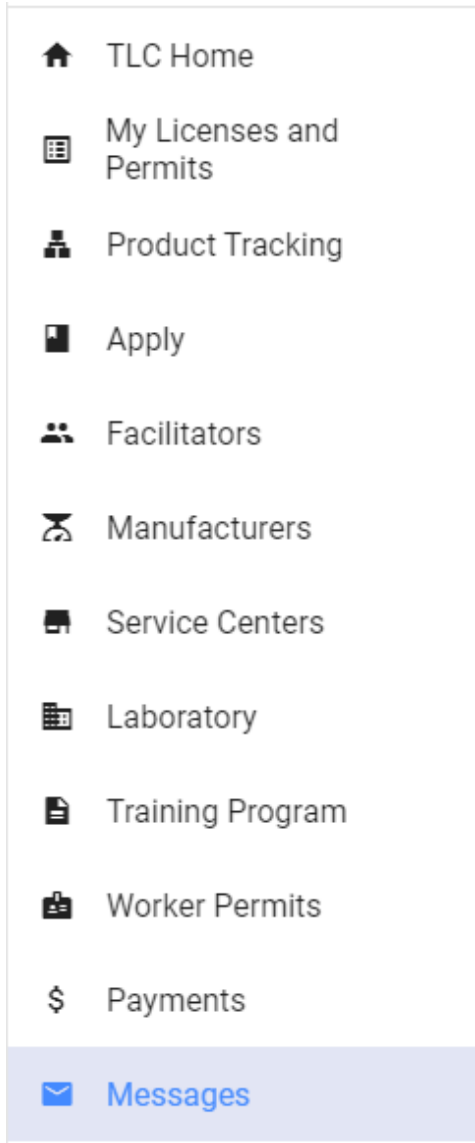 TLC Home
My Licenses and
Permits
Product Tracking
Apply
Facilitators
Manufacturers
Service Centers
Laboratory
Training Program
Worker Permits
$ Payments
Messages